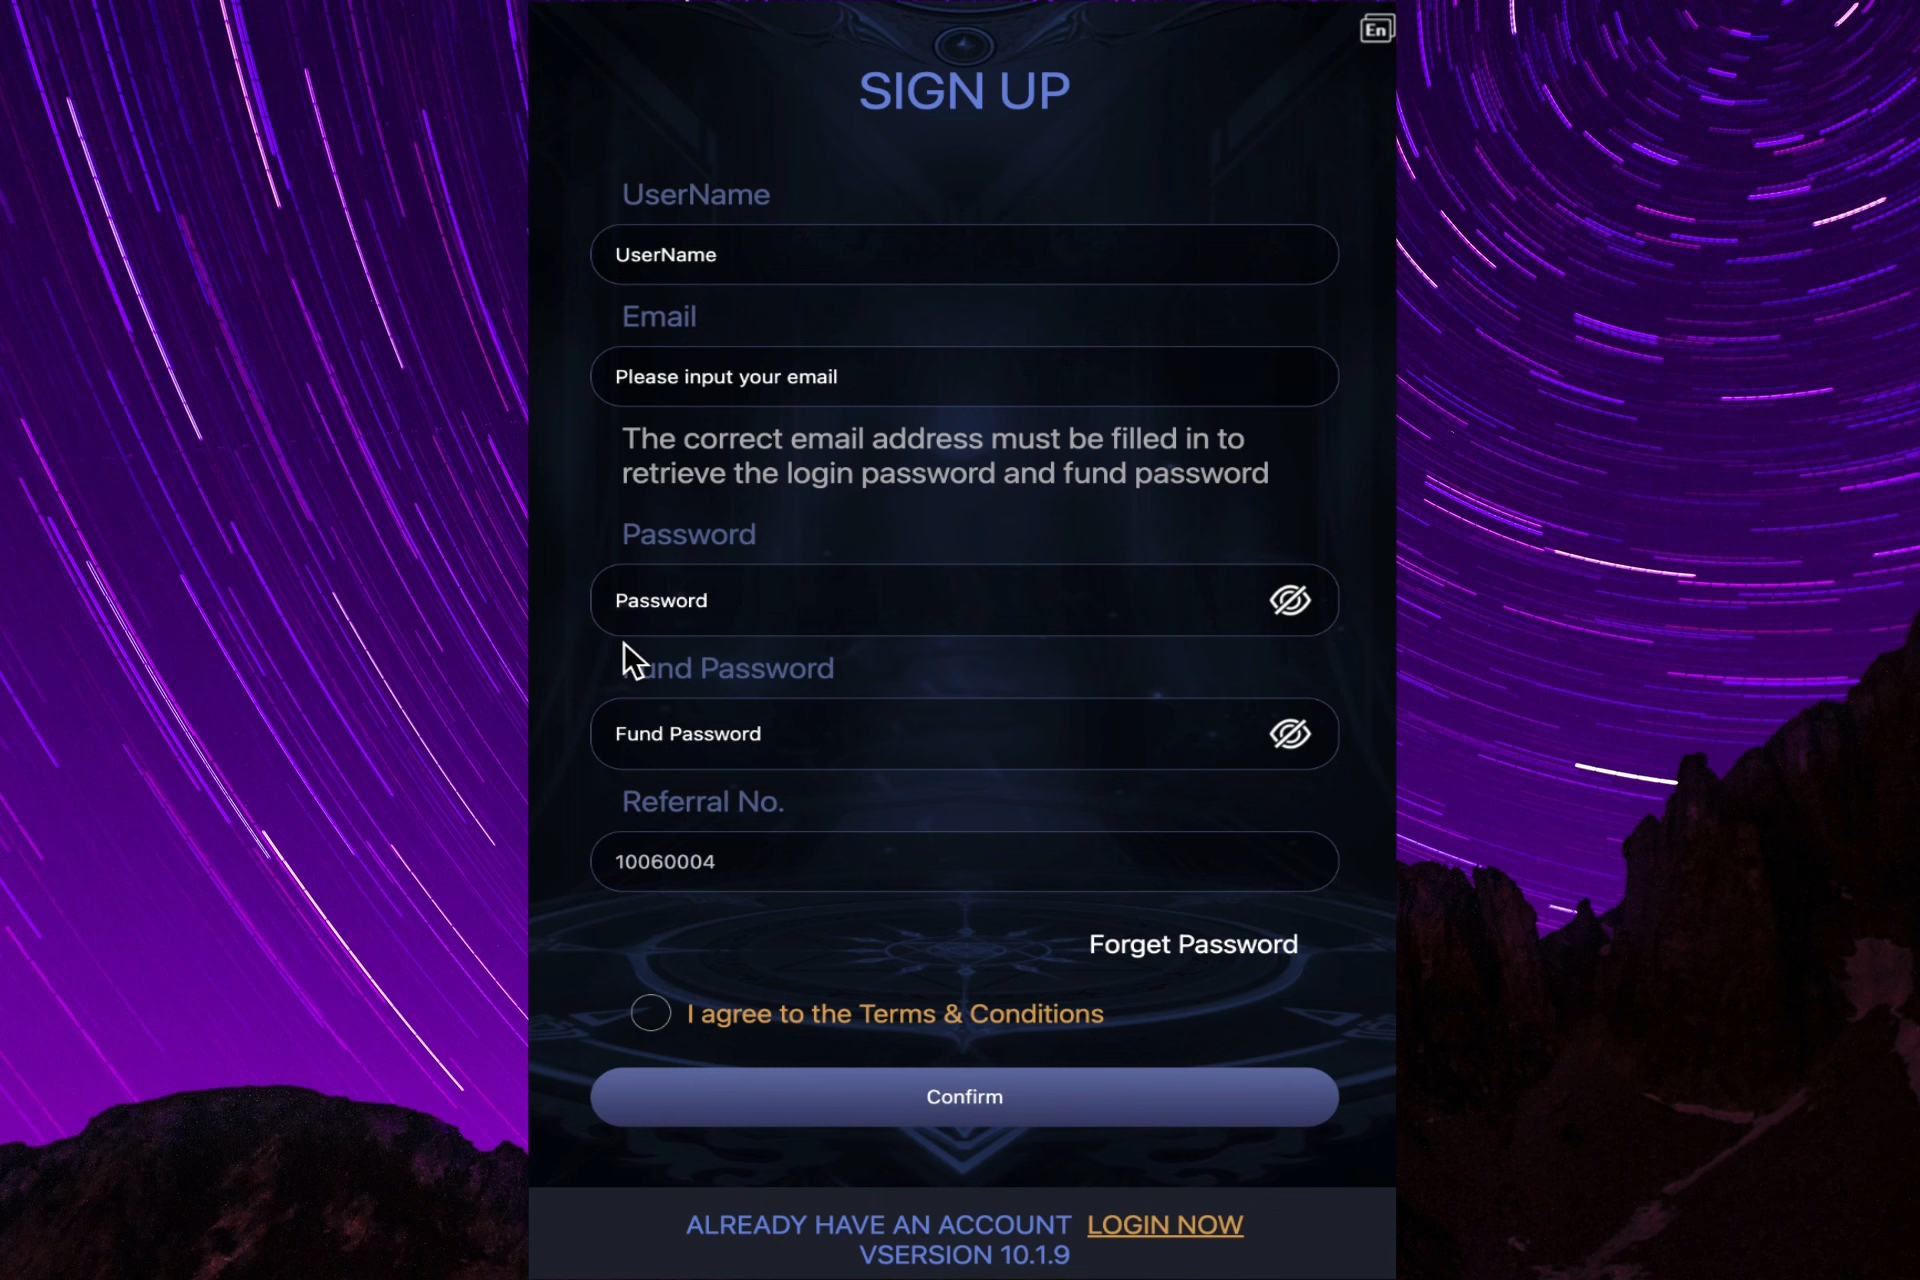 En
SIGN UP
UserName
UserName
Email
Please input your email
The correct email address must be filled in to
retrieve the login password and fund password
Password
Password
und Password
Fund Password
Referral No.
10060004
Forget Password
I agree to the Terms & Conditions
Confirm
ALREADY HAVE AN ACCOUNT LOGIN NOW
VSERSION 10.1.9